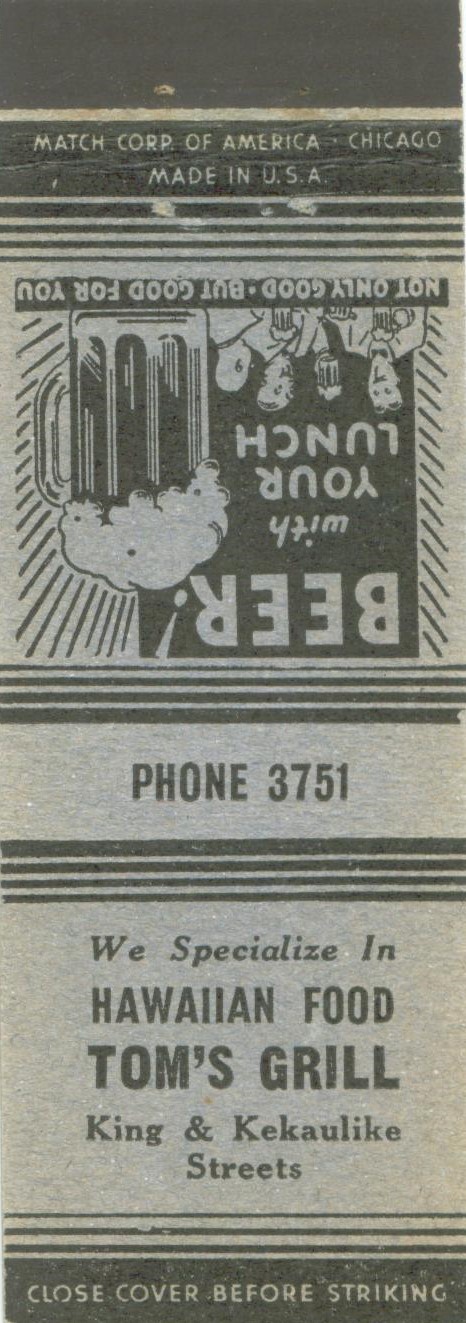 MATCH CORP. OF AMERICA · CHICAGO
MADE IN U.S.A.
BEER!
with
YOUR
LUNCH
NOT ONLY GOOD · BUT GOOD FOR YOU
PHONE 3751
We Specialize In
HAWAIIAN FOOD
TOM'S GRILL
King & Kekaulike
Streets
CLOSE COVER BEFORE STRIKING